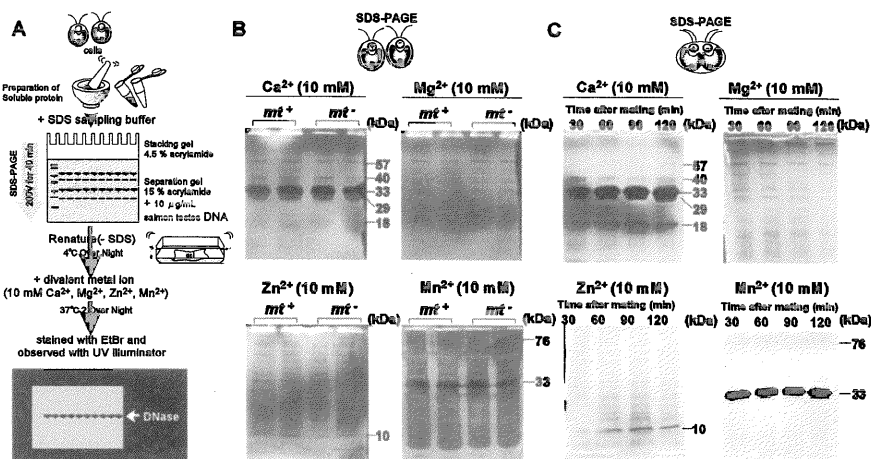 A
cells
Preparation of
Soluble protein
+ SDS sampling buffer
SDS-PAGE
200V for 40 min
Stacking gel
4.5 % acrylamide
Separation gel
15 % acrylamide
+ 10 µg/mL
salmon testes DNA
Renature(- SDS)
4°C Over Night
gel
+ divalent metal ion
(10 mM Ca²⁺, Mg²⁺, Zn²⁺, Mn²⁺)
37°C Over Night
stained with EtBr and
observed with UV illuminator
DNase
B
SDS-PAGE
Ca²⁺ (10 mM)
mt⁺ mt⁻
(kDa)
67
40
33
29
18
Mg²⁺ (10 mM)
mt⁺ mt⁻
Zn²⁺ (10 mM)
mt⁺ mt⁻
(kDa)
10
Mn²⁺ (10 mM)
mt⁺ mt⁻
(kDa)
76
33
C
SDS-PAGE
Ca²⁺ (10 mM)
Time after mating (min)
30 60 90 120
(kDa)
67
40
33
29
18
Mg²⁺ (10 mM)
Time after mating (min)
30 60 90 120
Zn²⁺ (10 mM)
Time after mating (min)
30 60 90 120
(kDa)
10
Mn²⁺ (10 mM)
Time after mating (min)
30 60 90 120
(kDa)
76
33